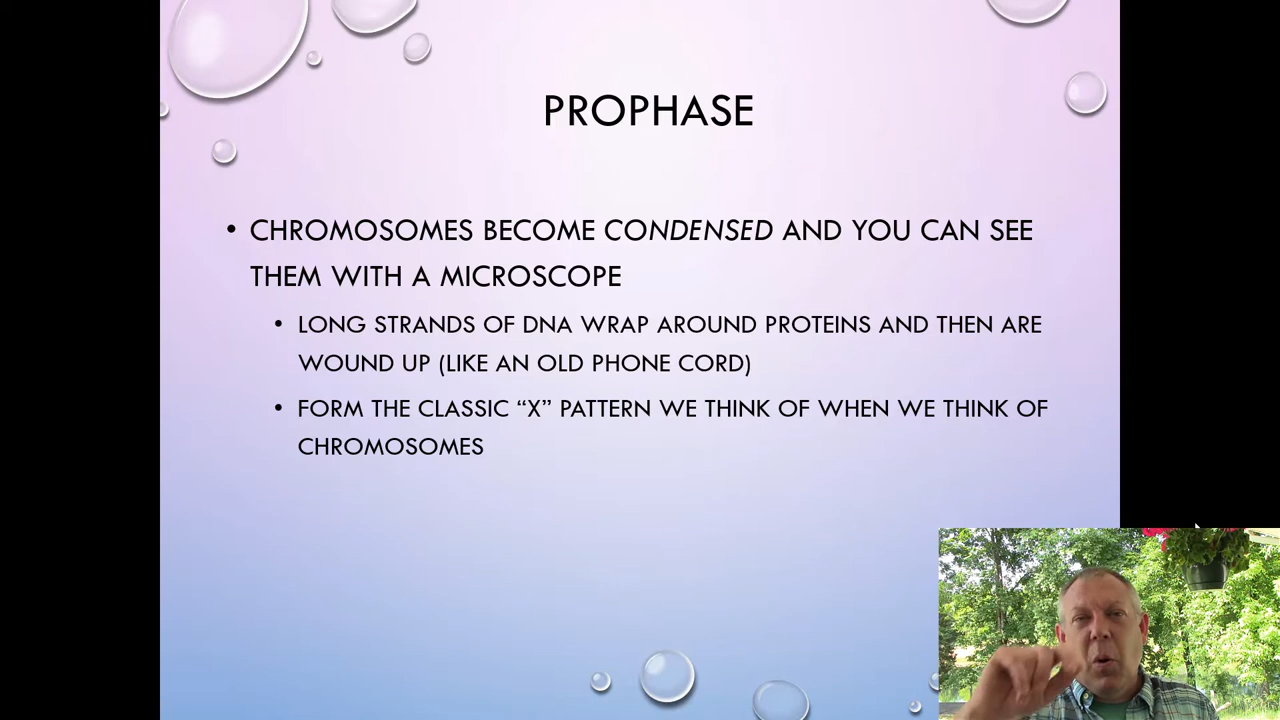 PROPHASE
• CHROMOSOMES BECOME CONDENSED AND YOU CAN SEE
THEM WITH A MICROSCOPE
• LONG STRANDS OF DNA WRAP AROUND PROTEINS AND THEN ARE
WOUND UP (LIKE AN OLD PHONE CORD)
• FORM THE CLASSIC “X” PATTERN WE THINK OF WHEN WE THINK OF
CHROMOSOMES